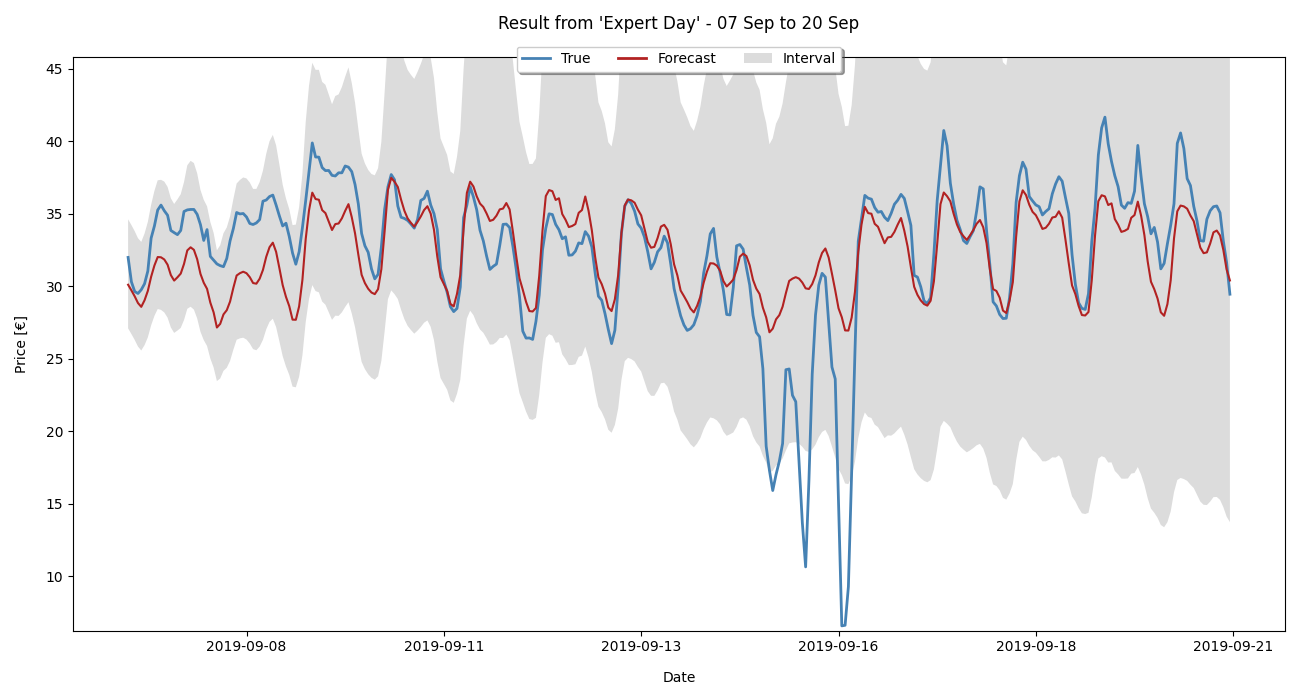 Result from 'Expert Day' - 07 Sep to 20 Sep
True Forecast Interval
45
40
35
30
25
20
15
10
Price [€]
2019-09-08 2019-09-11 2019-09-13 2019-09-16 2019-09-18 2019-09-21
Date